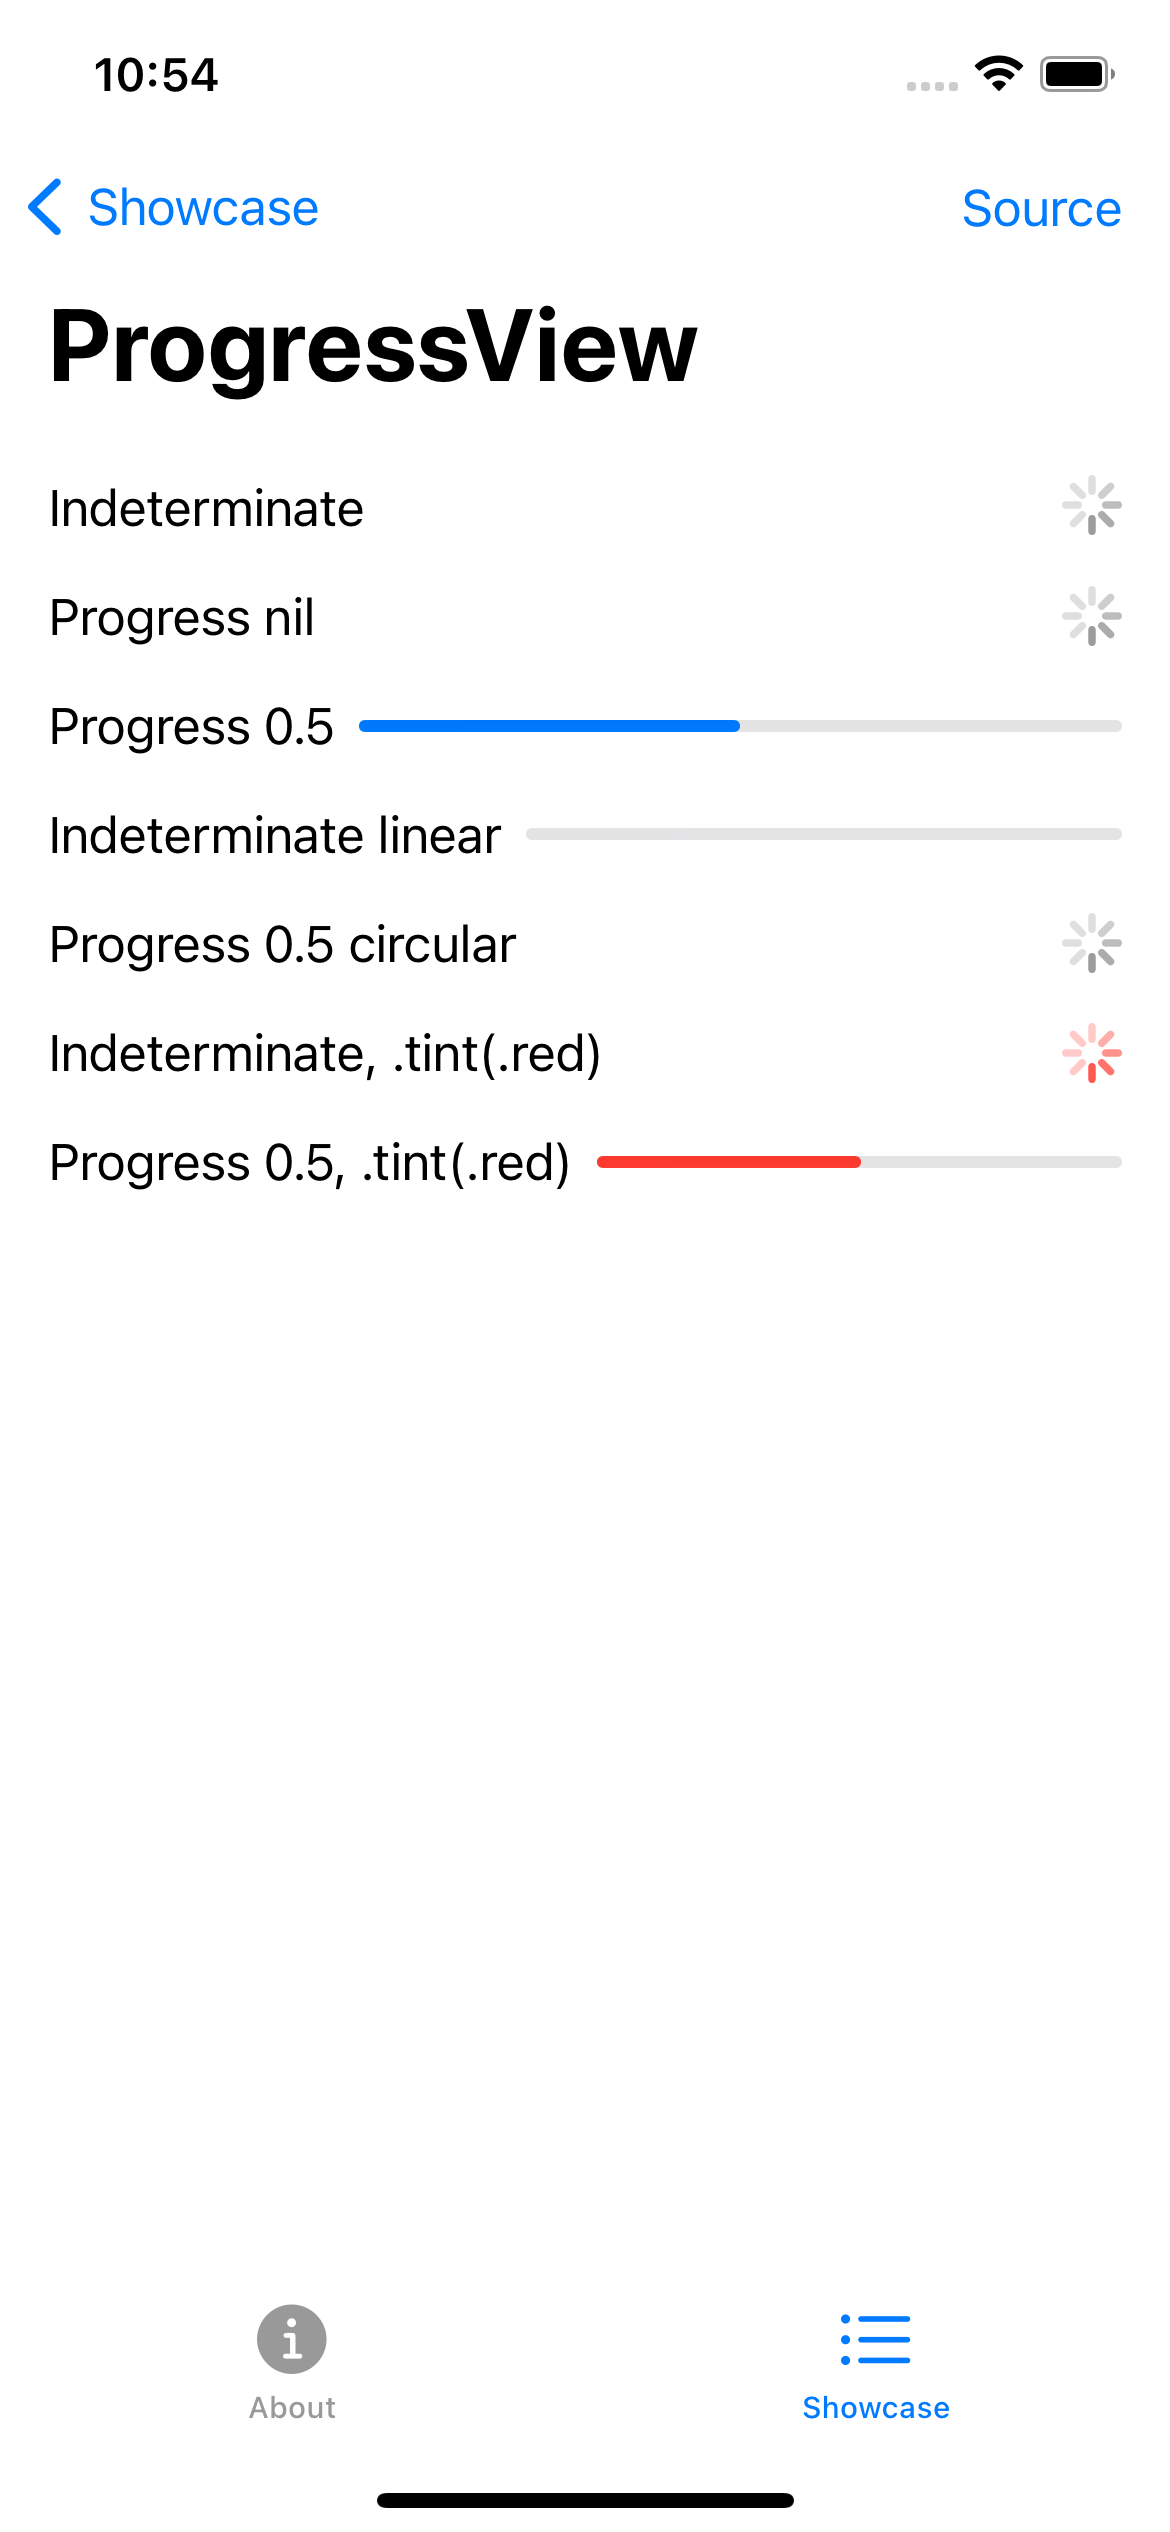 10:54
Showcase
Source
ProgressView
Indeterminate
Progress nil
Progress 0.5
Indeterminate linear
Progress 0.5 circular
Indeterminate, .tint(.red)
Progress 0.5, .tint(.red)
About
Showcase